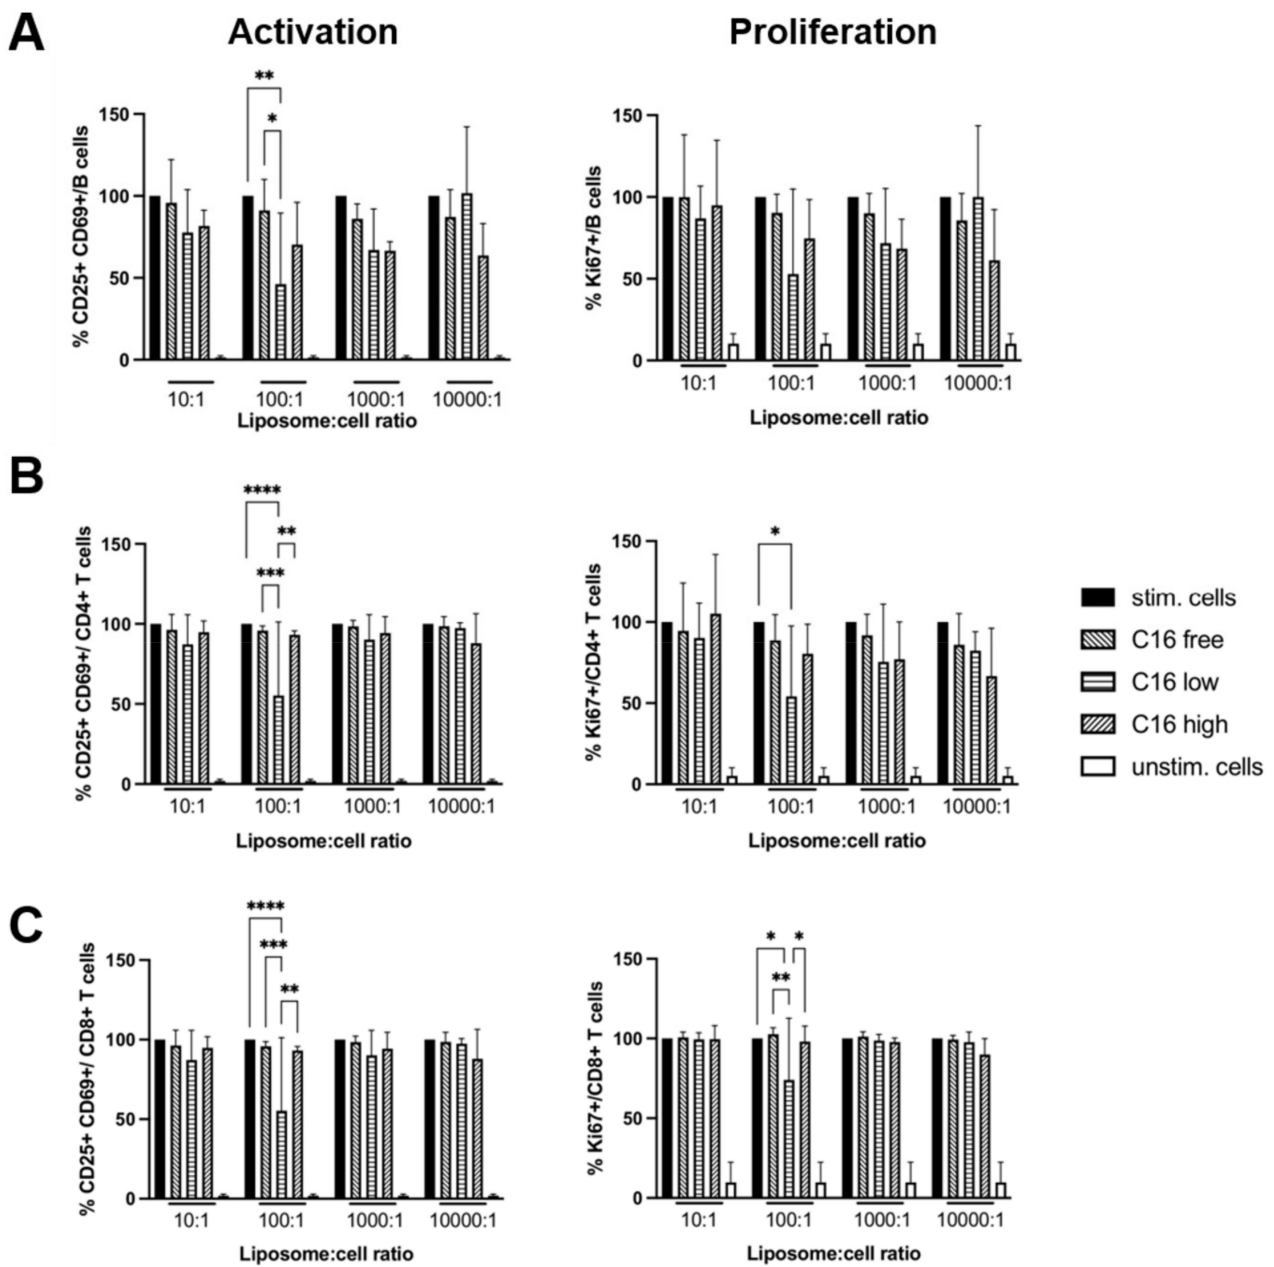 A
Activation
Proliferation
**
*
% CD25+ CD69+/B cells
150
100
50
0
10:1
100:1
1000:1
10000:1
Liposome:cell ratio
% Ki67+/B cells
150
100
50
0
10:1
100:1
1000:1
10000:1
Liposome:cell ratio
B
****
**
***
% CD25+ CD69+/ CD4+ T cells
150
100
50
0
10:1
100:1
1000:1
10000:1
Liposome:cell ratio
*
% Ki67+/CD4+ T cells
150
100
50
0
10:1
100:1
1000:1
10000:1
Liposome:cell ratio
stim. cells
C16 free
C16 low
C16 high
unstim. cells
C
****
***
**
% CD25+ CD69+/ CD8+ T cells
150
100
50
0
10:1
100:1
1000:1
10000:1
Liposome:cell ratio
*
*
**
% Ki67+/CD8+ T cells
150
100
50
0
10:1
100:1
1000:1
10000:1
Liposome:cell ratio